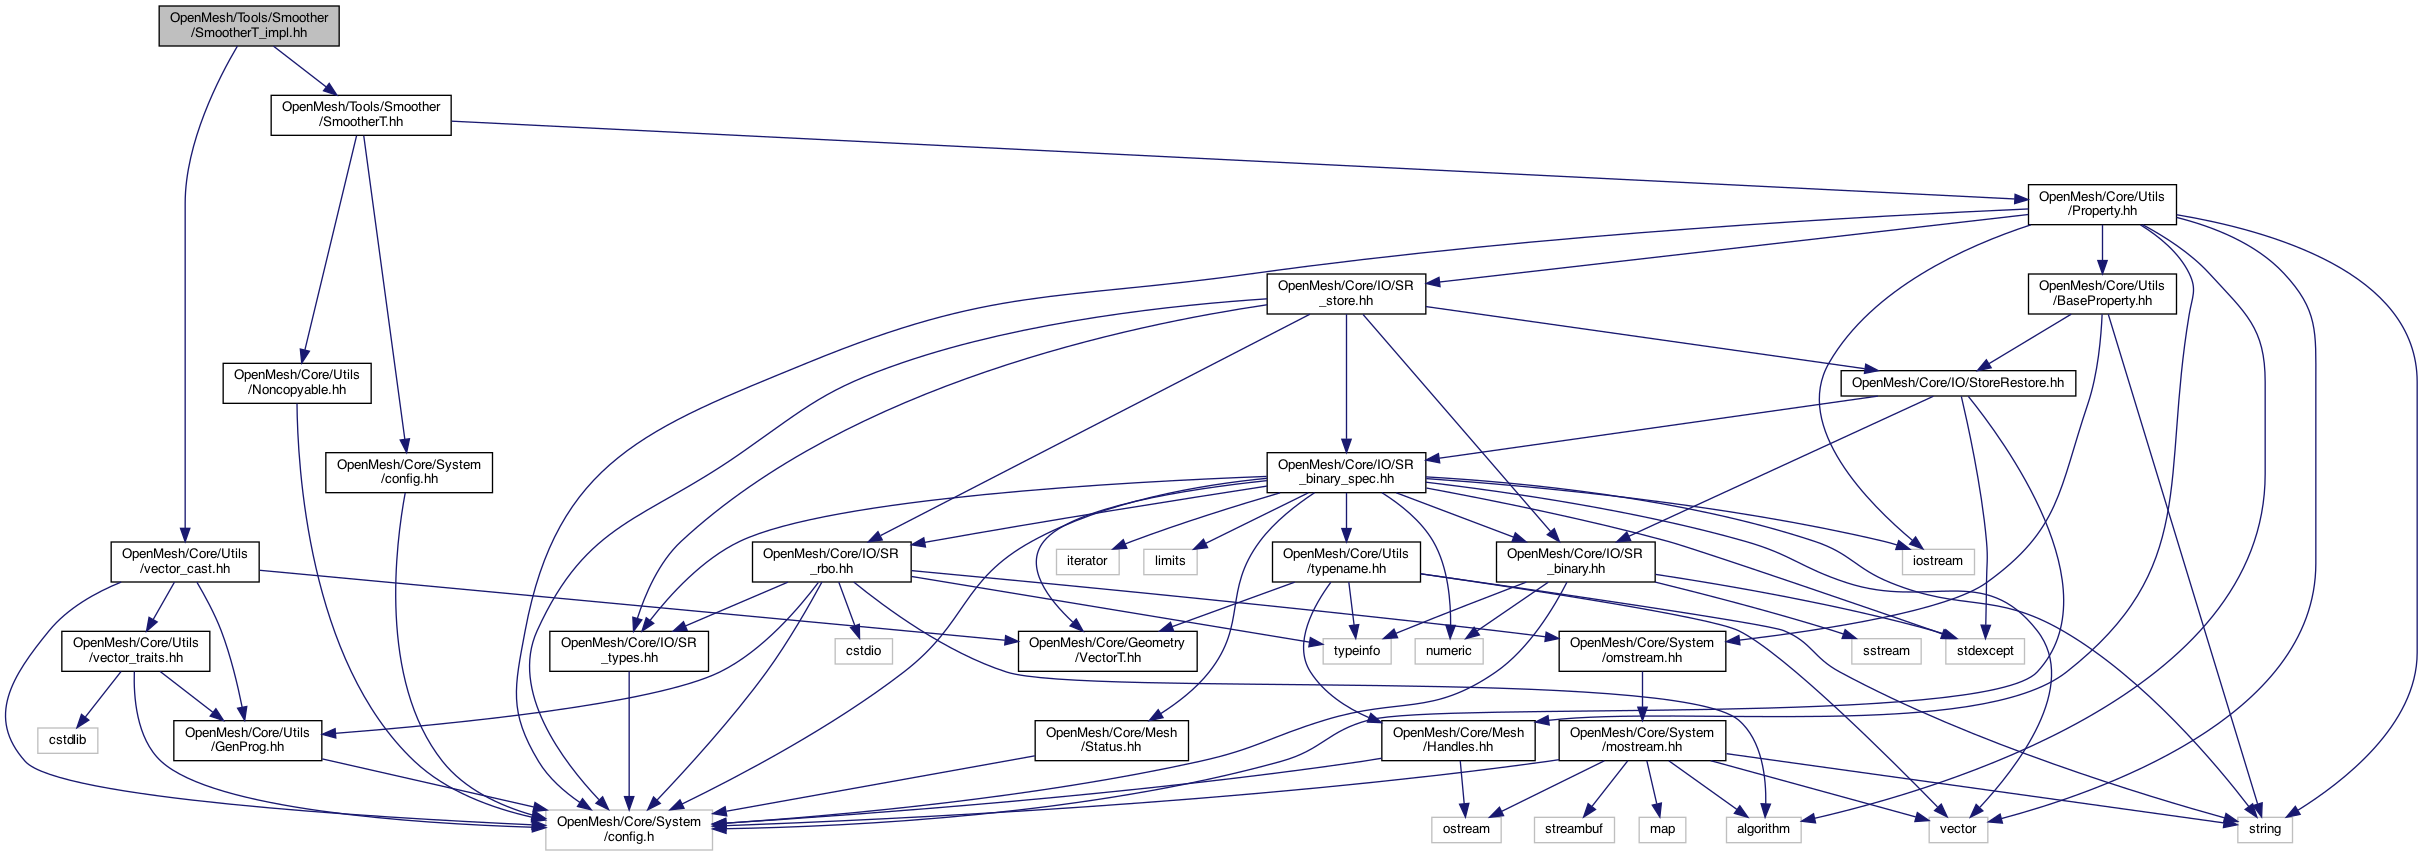 OpenMesh/Tools/Smoother
/SmootherT_impl.hh
OpenMesh/Tools/Smoother
/SmootherT.hh
OpenMesh/Core/Utils
/Property.hh
OpenMesh/Core/IO/SR
_store.hh
OpenMesh/Core/Utils
/BaseProperty.hh
OpenMesh/Core/Utils
/Noncopyable.hh
OpenMesh/Core/IO/StoreRestore.hh
OpenMesh/Core/System
/config.hh
OpenMesh/Core/IO/SR
_binary_spec.hh
OpenMesh/Core/Utils
/vector_cast.hh
OpenMesh/Core/IO/SR
_rbo.hh
iterator
limits
OpenMesh/Core/Utils
/typename.hh
OpenMesh/Core/IO/SR
_binary.hh
iostream
OpenMesh/Core/Utils
/vector_traits.hh
OpenMesh/Core/IO/SR
_types.hh
cstdio
OpenMesh/Core/Geometry
/VectorT.hh
typeinfo
numeric
OpenMesh/Core/System
/omstream.hh
sstream
stdexcept
cstdlib
OpenMesh/Core/Utils
/GenProg.hh
OpenMesh/Core/Mesh
/Status.hh
OpenMesh/Core/Mesh
/Handles.hh
OpenMesh/Core/System
/mostream.hh
OpenMesh/Core/System
/config.h
ostream
streambuf
map
algorithm
vector
string